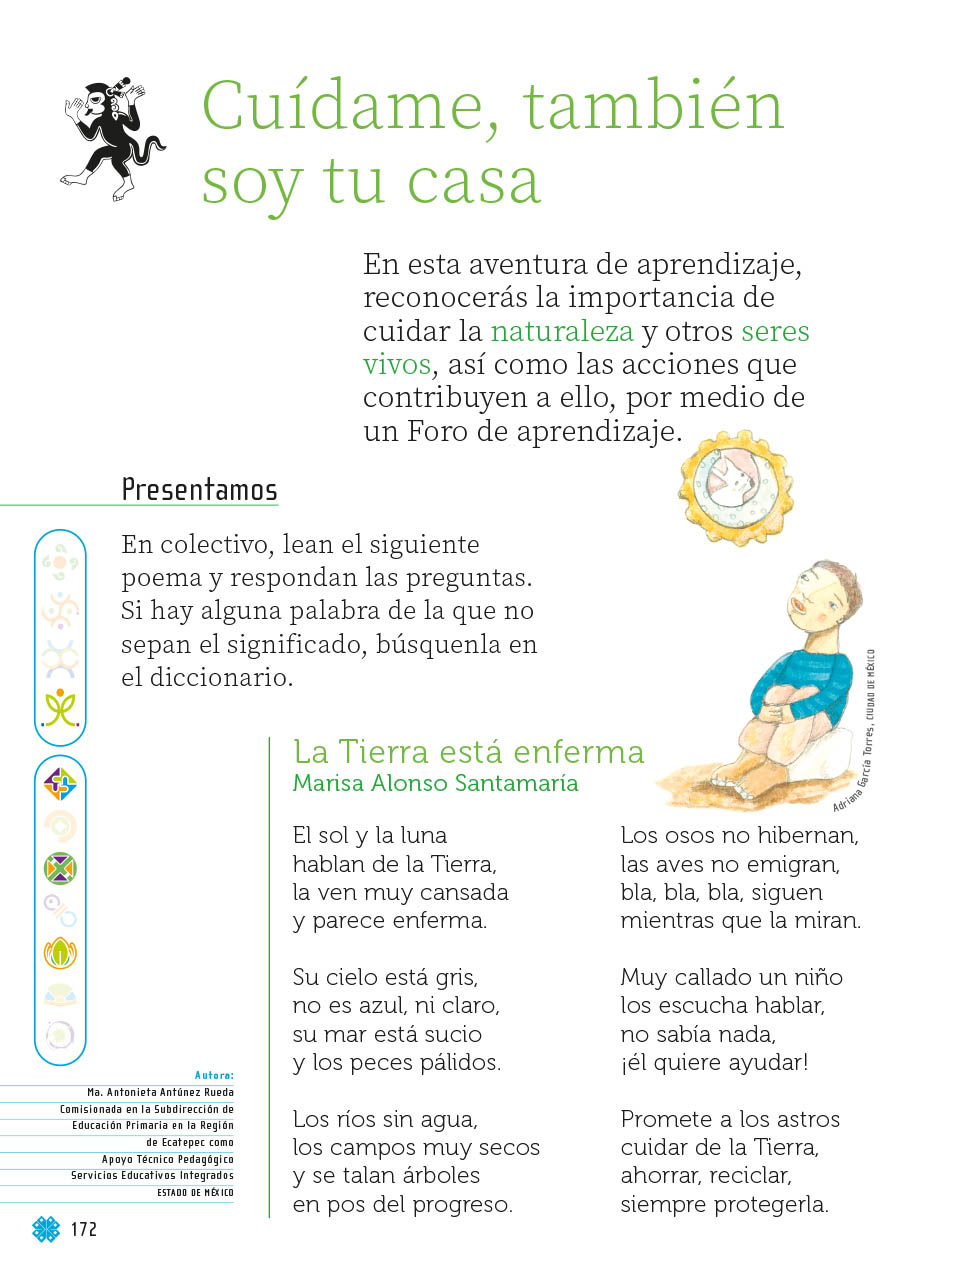 Cuídame, también
soy tu casa
En esta aventura de aprendizaje,
reconocerás la importancia de
cuidar la naturaleza y otros seres
vivos, así como las acciones que
contribuyen a ello, por medio de
un Foro de aprendizaje.
Presentamos
En colectivo, lean el siguiente
poema y respondan las preguntas.
Si hay alguna palabra de la que no
sepan el significado, búsquenla en
el diccionario.
Adriana García Torres, CIUDAD DE MÉXICO
La Tierra está enferma
Marisa Alonso Santamaría
El sol y la luna
hablan de la Tierra,
la ven muy cansada
y parece enferma.
Su cielo está gris,
no es azul, ni claro,
su mar está sucio
y los peces pálidos.
Los ríos sin agua,
los campos muy secos
y se talan árboles
en pos del progreso.
Los osos no hibernan,
las aves no emigran,
bla, bla, bla, siguen
mientras que la miran.
Muy callado un niño
los escucha hablar,
no sabía nada,
¡él quiere ayudar!
Promete a los astros
cuidar de la Tierra,
ahorrar, reciclar,
siempre protegerla.
Autora:
Ma. Antonieta Antúnez Rueda
Comisionada en la Subdirección de
Educación Primaria en la Región
de Ecatepec como
Apoyo Técnico Pedagógico
Servicios Educativos Integrados
ESTADO DE MÉXICO
172